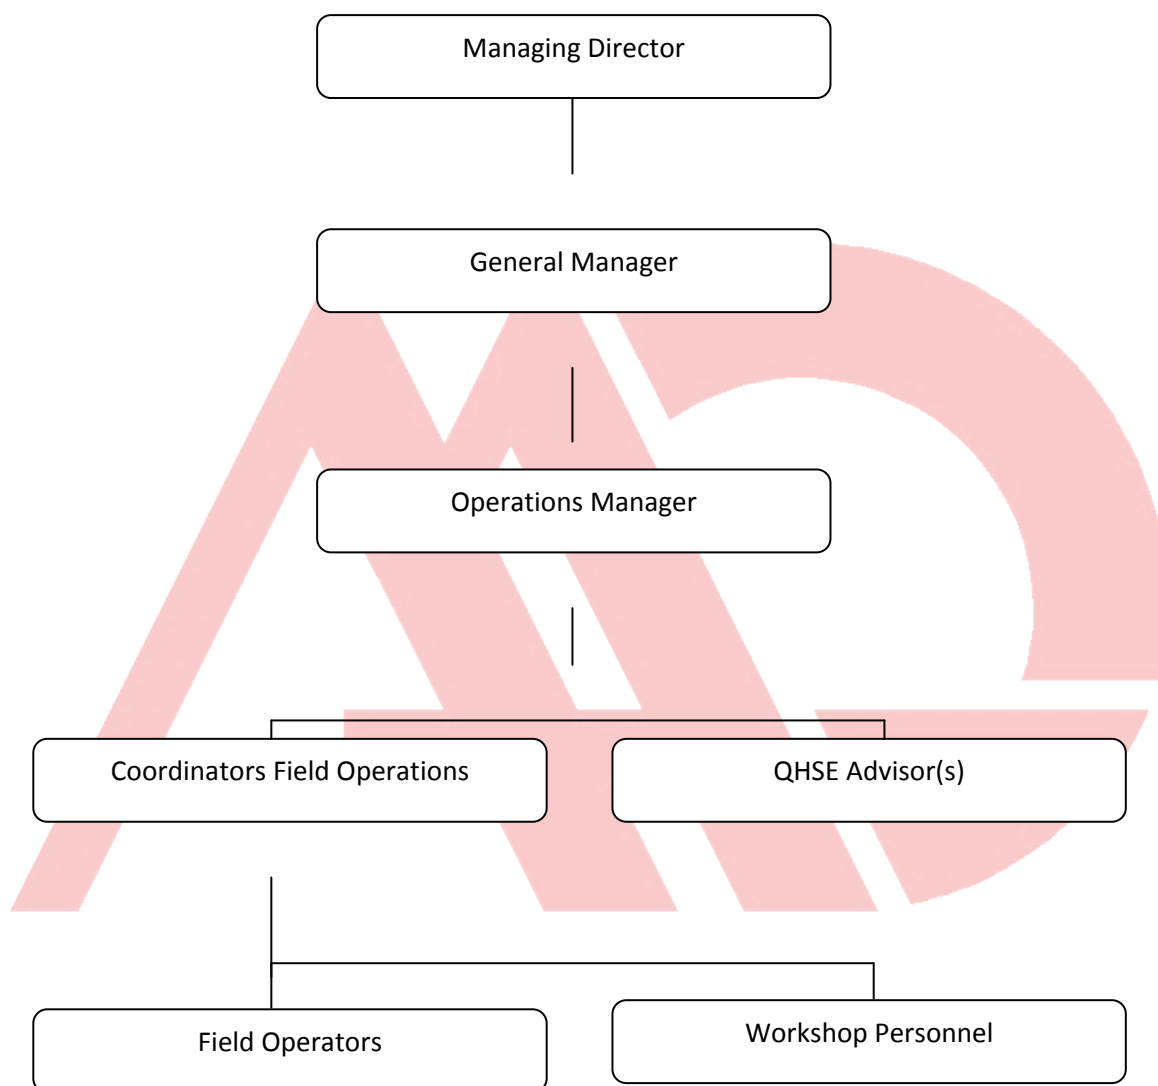 Managing Director
General Manager
Operations Manager
Coordinators Field Operations
QHSE Advisor(s)
Field Operators
Workshop Personnel